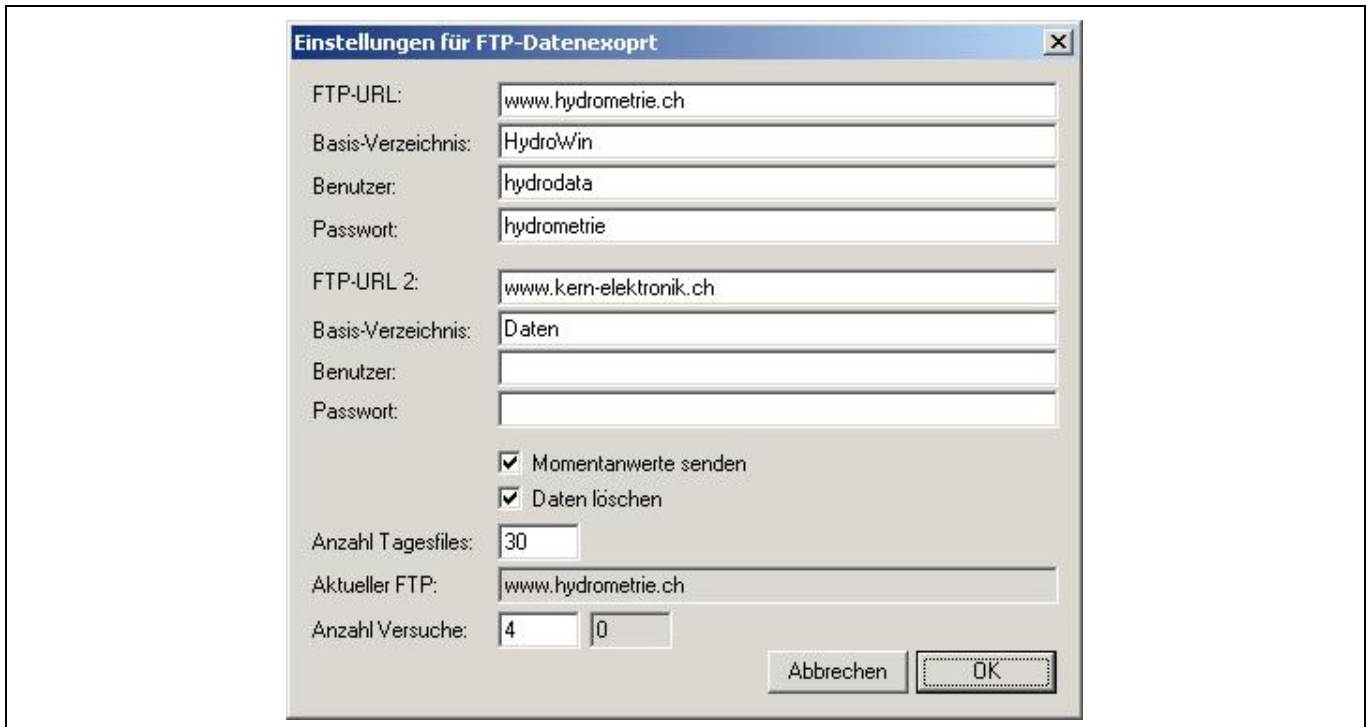 Einstellungen für FTP-Datenexoprt
FTP-URL: www.hydrometrie.ch
Basis-Verzeichnis: HydroWin
Benutzer: hydrodata
Passwort: hydrometrie
FTP-URL 2: www.kern-elektronik.ch
Basis-Verzeichnis: Daten
Benutzer:
Passwort:
Momentanwerte senden
Daten löschen
Anzahl Tagesfiles: 30
Aktueller FTP: www.hydrometrie.ch
Anzahl Versuche: 4 0
Abbrechen OK